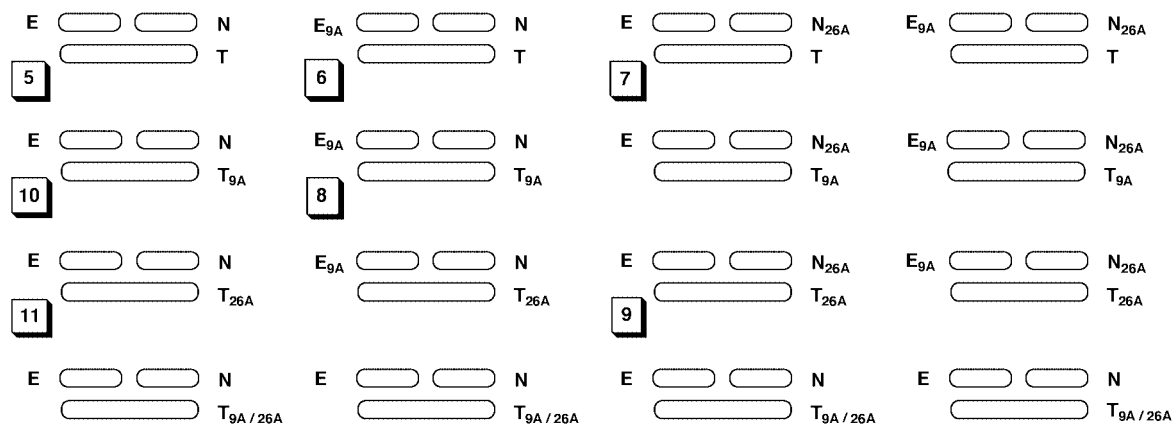 E N E9A N E N26A E9A N26A
T T T T
5 6 7
E N E9A N E N26A E9A N26A
T9A T9A T9A T9A
10 8
E N E9A N E N26A E9A N26A
T26A T26A T26A T26A
11 9
E N E N E N E N
T9A / 26A T9A / 26A T9A / 26A T9A / 26A